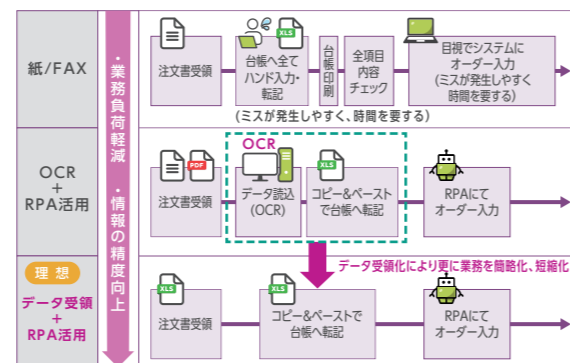 紙/FAX
・業務負荷軽減
・情報の精度向上
注文書受領
XLS
台帳へ全て
ハンド入力・
転記
台帳印刷
全項目
内容
チェック
目視でシステムに
オーダー入力
(ミスが発生しやすく
時間を要する)
(ミスが発生しやすく、時間を要する)
OCR
+
RPA活用
PDF
注文書受領
OCR
データ読込
(OCR)
XLS
コピー&ペースト
で台帳へ転記
RPAにて
オーダー入力
データ受領化により更に業務を簡略化、短縮化
理想
データ受領
+
RPA活用
XLS
注文書受領
XLS
コピー&ペーストで
台帳へ転記
RPAにて
オーダー入力